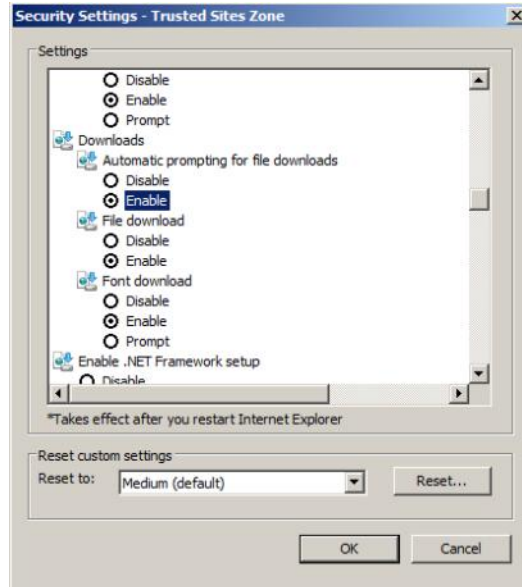 Security Settings - Trusted Sites Zone
Settings
Disable
Enable
Prompt
Downloads
Automatic prompting for file downloads
Disable
Enable
File download
Disable
Enable
Font download
Disable
Enable
Prompt
Enable .NET Framework setup
Disable
*Takes effect after you restart Internet Explorer
Reset custom settings
Reset to: Medium (default) Reset...
OK Cancel